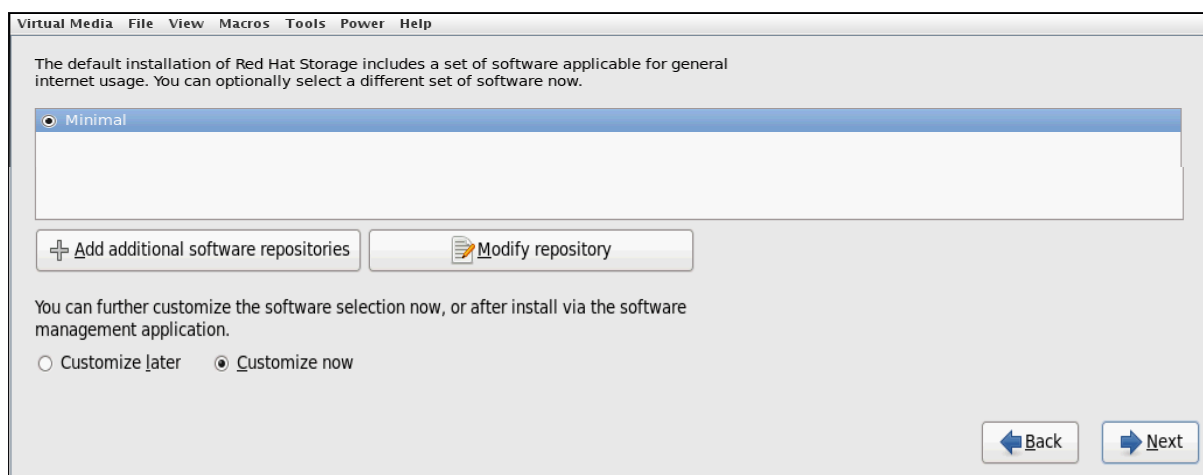 Virtual Media File View Macros Tools Power Help
The default installation of Red Hat Storage includes a set of software applicable for general
internet usage. You can optionally select a different set of software now.
Minimal
Add additional software repositories Modify repository
You can further customize the software selection now, or after install via the software
management application.
Customize later Customize now
Back Next